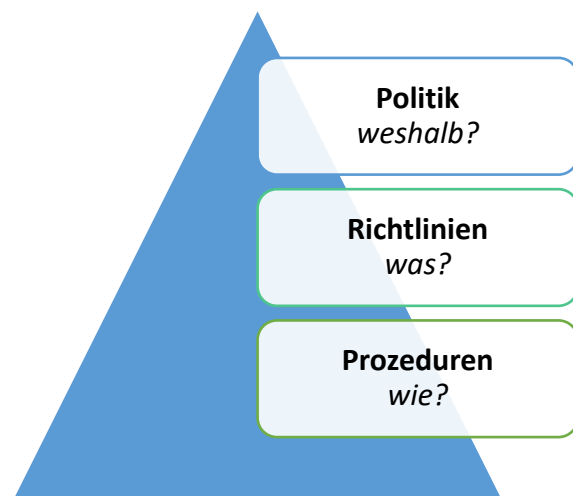 Politik
weshalb?
Richtlinien
was?
Prozeduren
wie?